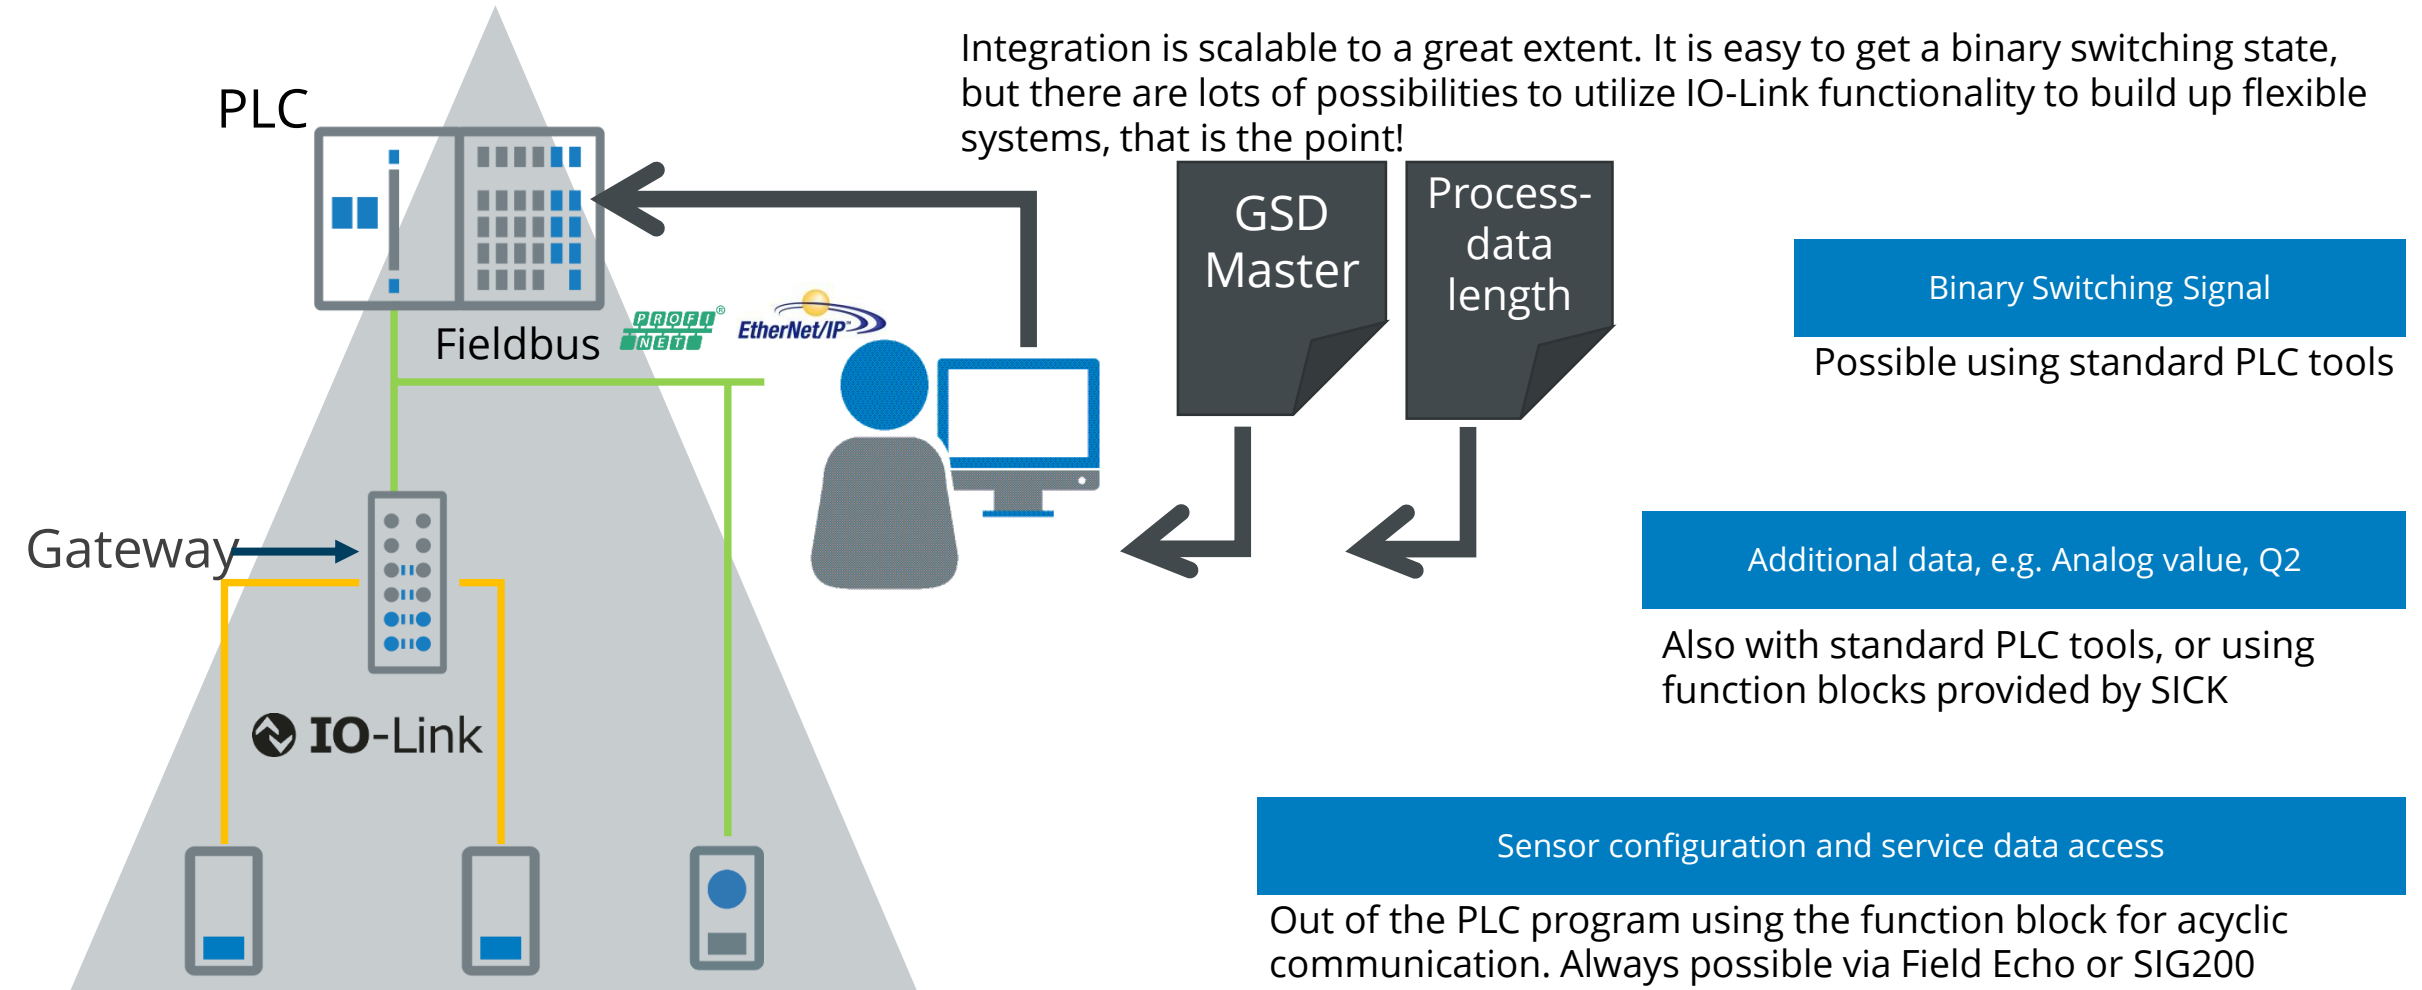 Integration is scalable to a great extent. It is easy to get a binary switching state,
but there are lots of possibilities to utilize IO-Link functionality to build up flexible
systems, that is the point!
PLC
GSD
Master
Process-
data
length
Binary Switching Signal
Possible using standard PLC tools
Fieldbus
PROFI®
NET
EtherNet/IP™
Gateway
Additional data, e.g. Analog value, Q2
Also with standard PLC tools, or using
function blocks provided by SICK
IO-Link
Sensor configuration and service data access
Out of the PLC program using the function block for acyclic
communication. Always possible via Field Echo or SIG200